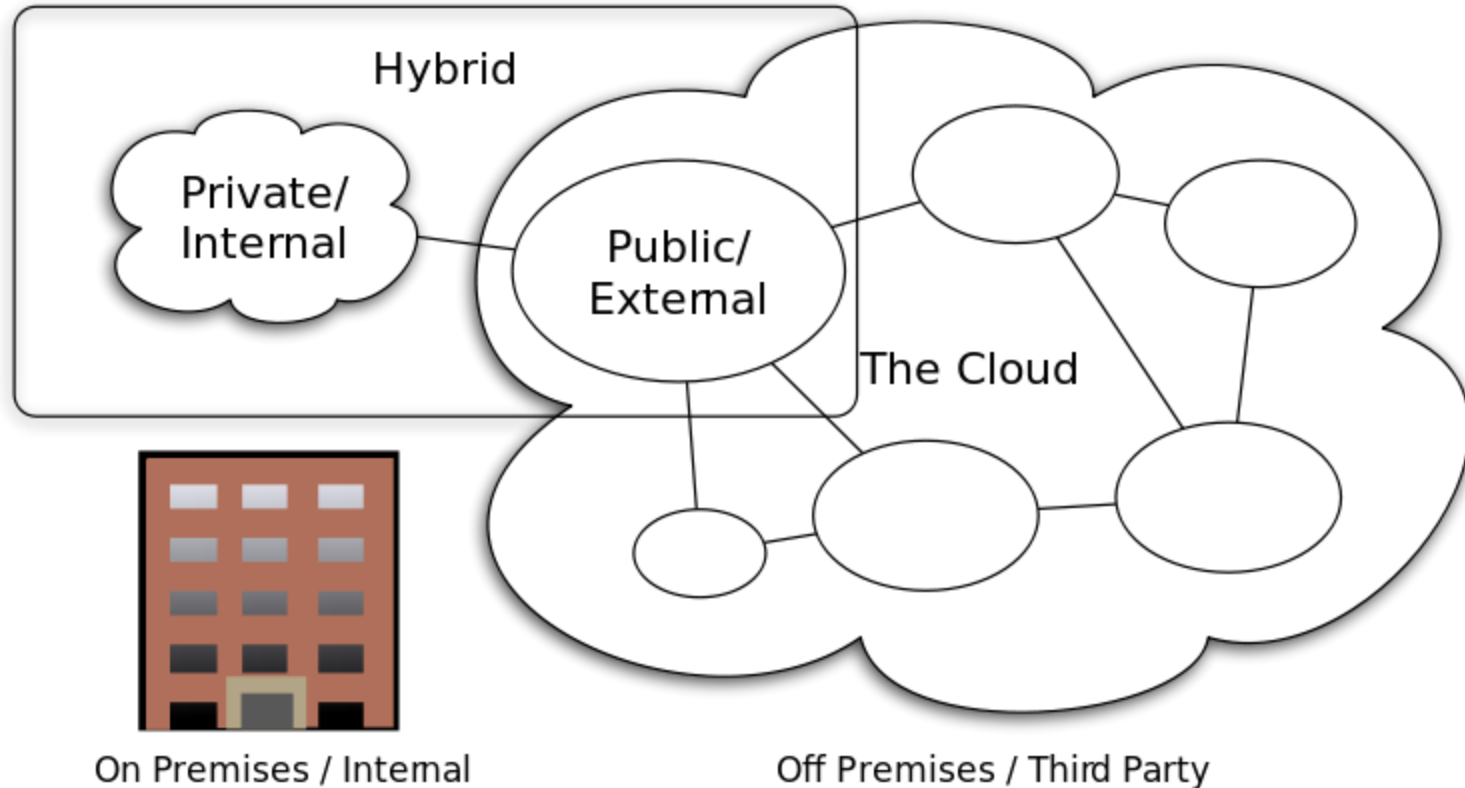 Hybrid
Private/
Internal
Public/
External
The Cloud
On Premises / Internal
Off Premises / Third Party